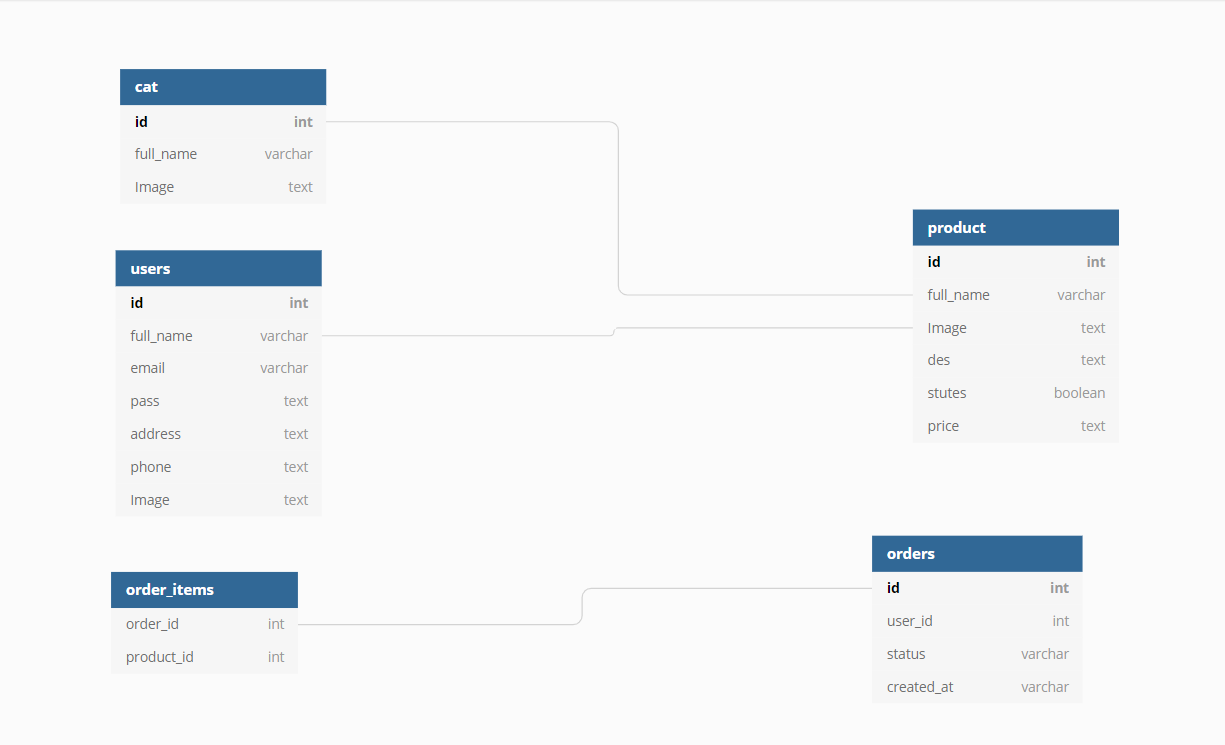 cat
id int
full_name varchar
Image text
users
id int
full_name varchar
email varchar
pass text
address text
phone text
Image text
order_items
order_id int
product_id int
product
id int
full_name varchar
Image text
des text
stutes boolean
price text
orders
id int
user_id int
status varchar
created_at varchar